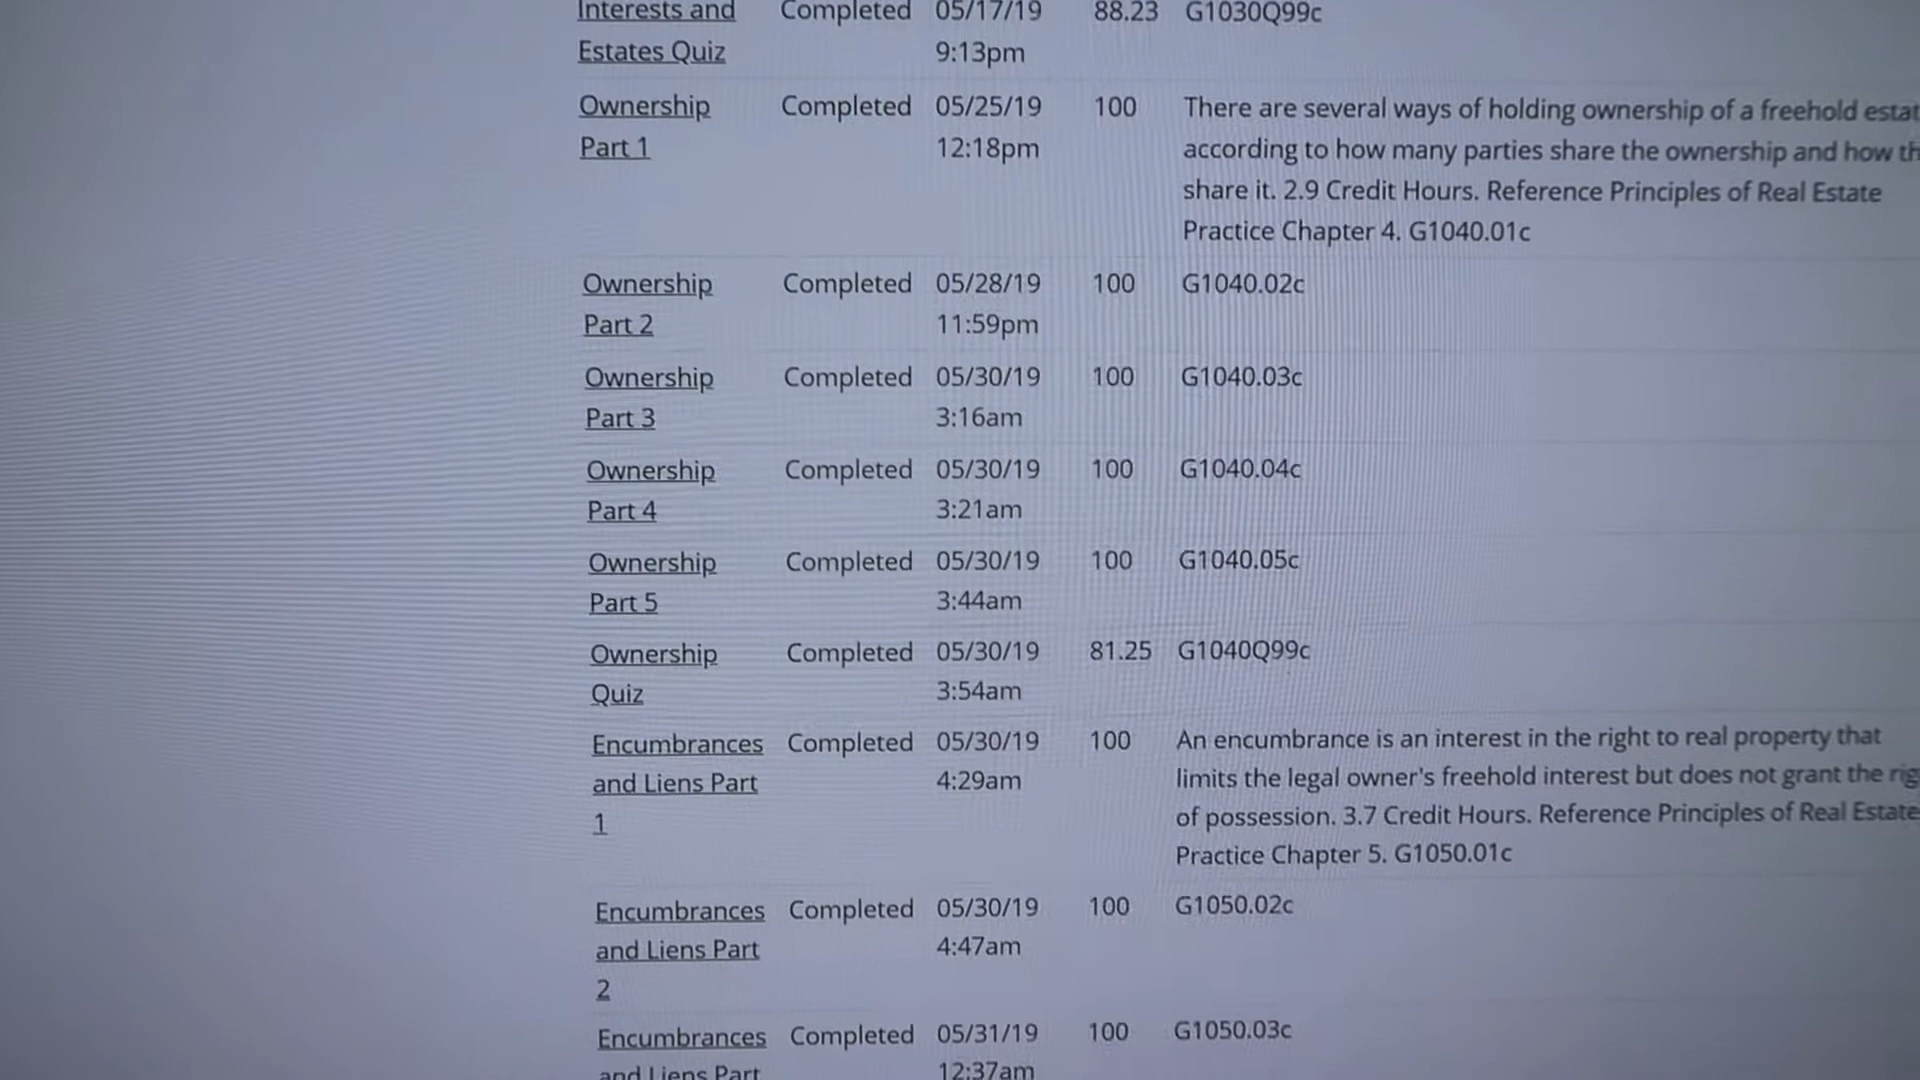 Interests and Completed 05/17/19 88.23 G1030Q99c
Estates Quiz 9:13pm
Ownership Completed 05/25/19 100 There are several ways of holding ownership of a freehold estat
Part 1 12:18pm according to how many parties share the ownership and how th
share it. 2.9 Credit Hours. Reference Principles of Real Estate
Practice Chapter 4. G1040.01c
Ownership Completed 05/28/19 100 G1040.02c
Part 2 11:59pm
Ownership Completed 05/30/19 100 G1040.03c
Part 3 3:16am
Ownership Completed 05/30/19 100 G1040.04c
Part 4 3:21am
Ownership Completed 05/30/19 100 G1040.05c
Part 5 3:44am
Ownership Completed 05/30/19 81.25 G1040Q99c
Quiz 3:54am
Encumbrances Completed 05/30/19 100 An encumbrance is an interest in the right to real property that
and Liens Part 4:29am limits the legal owner's freehold interest but does not grant the rig
1 of possession. 3.7 Credit Hours. Reference Principles of Real Estate
Practice Chapter 5. G1050.01c
Encumbrances Completed 05/30/19 100 G1050.02c
and Liens Part 4:47am
2
Encumbrances Completed 05/31/19 100 G1050.03c
and Liens Part 12:37am